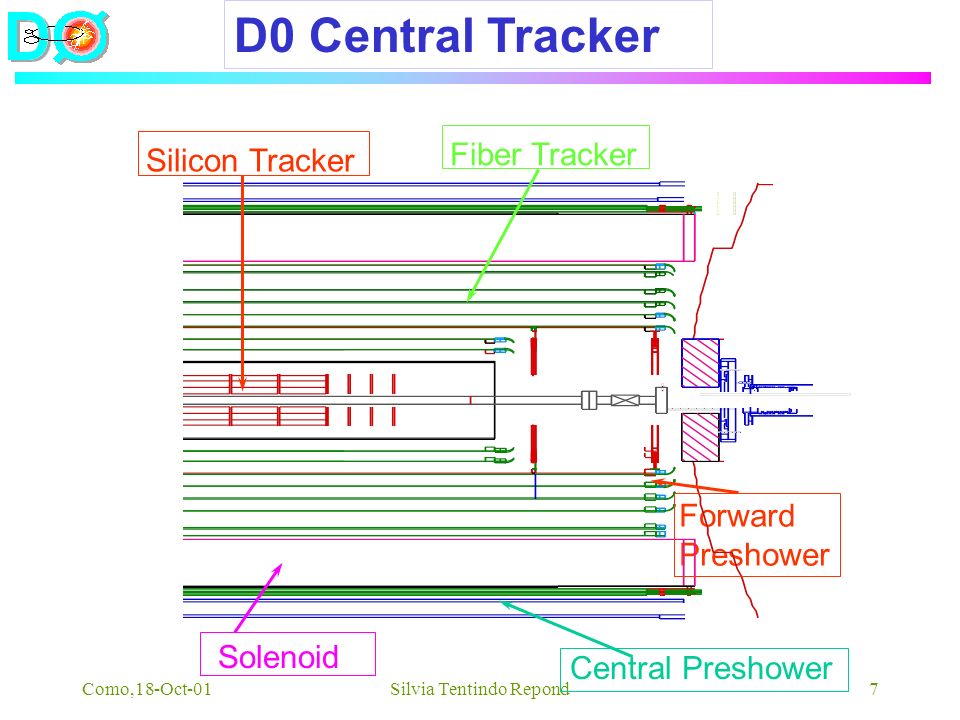 DØ
D0 Central Tracker
Silicon Tracker
Fiber Tracker
Forward
Preshower
Solenoid
Central Preshower
Como,18-Oct-01
Silvia Tentindo Repond
7